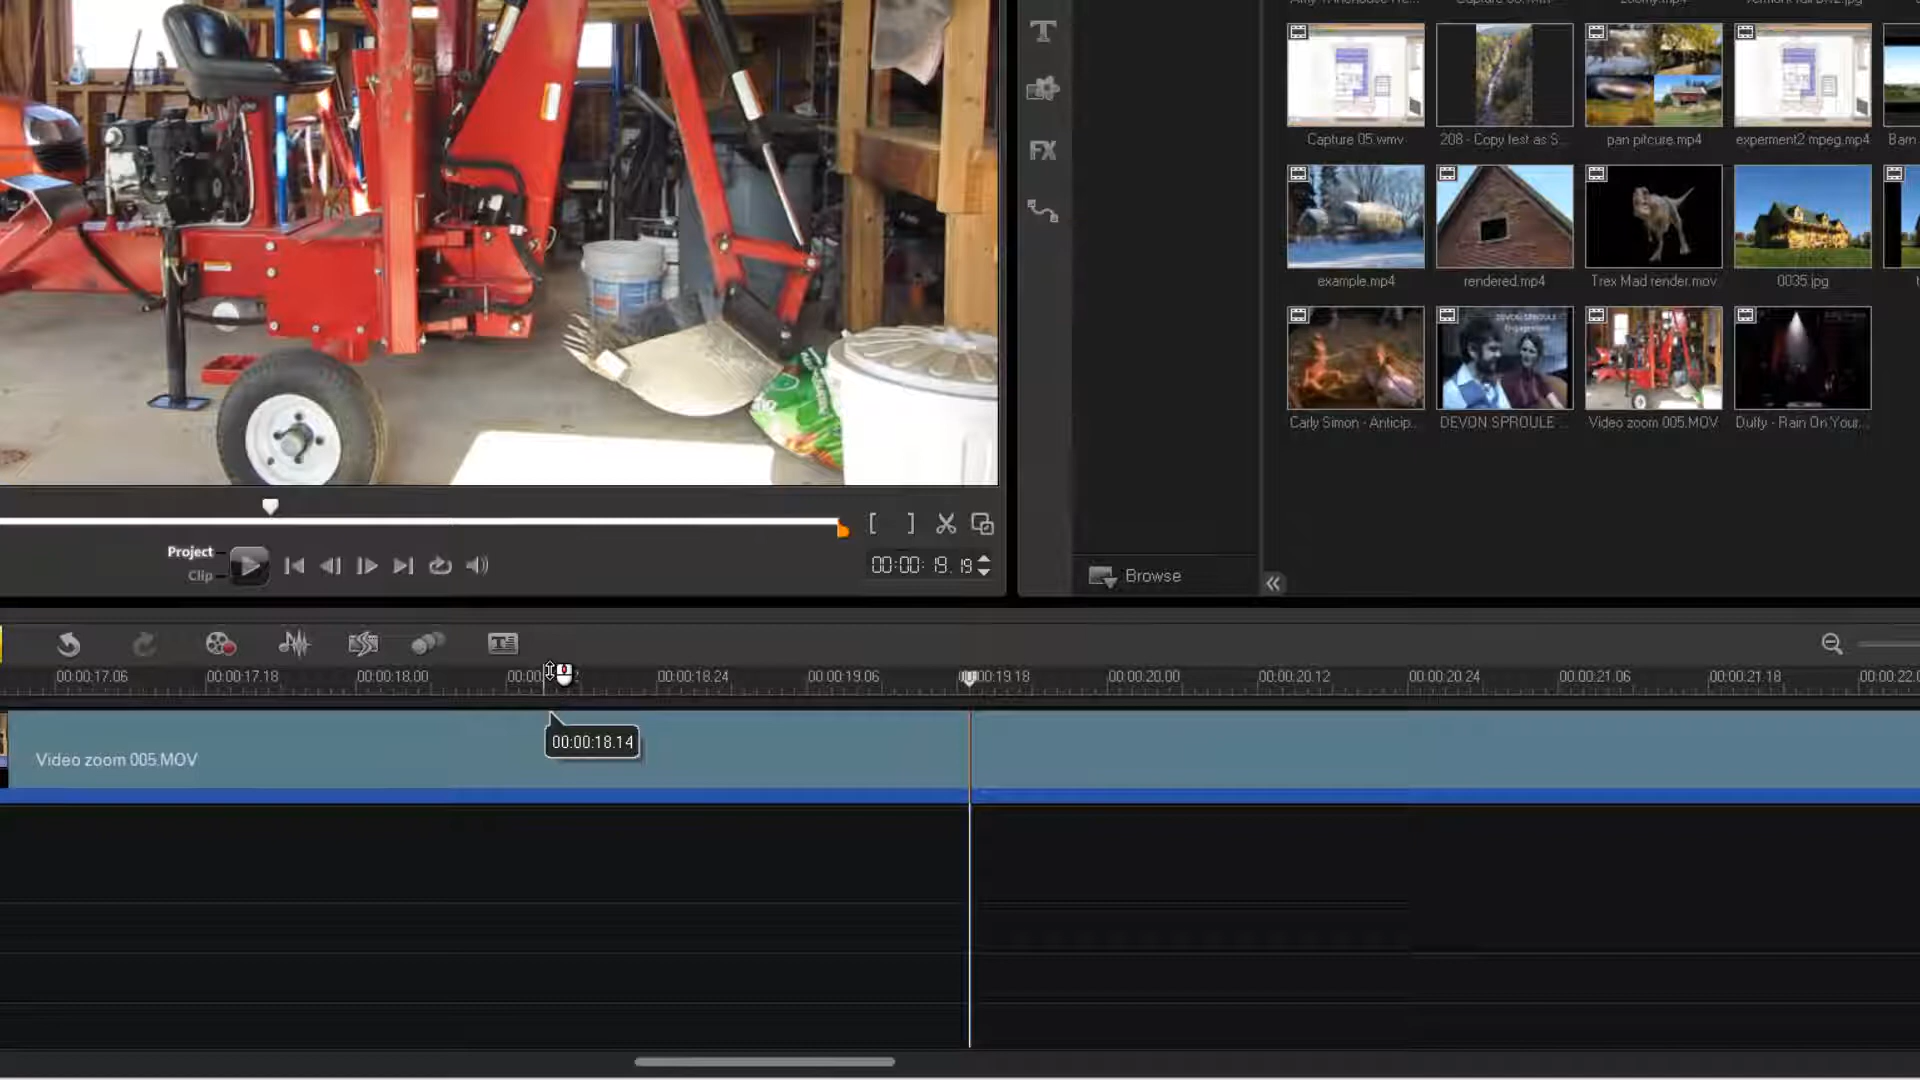 T
Capture 05.wmv
208 - Copy test as S...
pan pitcure.mp4
experment2 mpeg.mp4
Barn
FX
example.mp4
rendered.mp4
Trex Mad render.mov
0035.jpg
Carly Simon - Anticip...
DEVON SPROULE ...
Video zoom 005.MOV
Duffy - Rain On Your...
Project
Clip
00:00:19.19
Browse
00:00:17.06
00:00:17.18
00:00:18.00
00:00:18.24
00:00:19.06
00:00:19.18
00:00:20.00
00:00:20.12
00:00:20.24
00:00:21.06
00:00:21.18
00:00:22.0
00:00:18.14
Video zoom 005.MOV